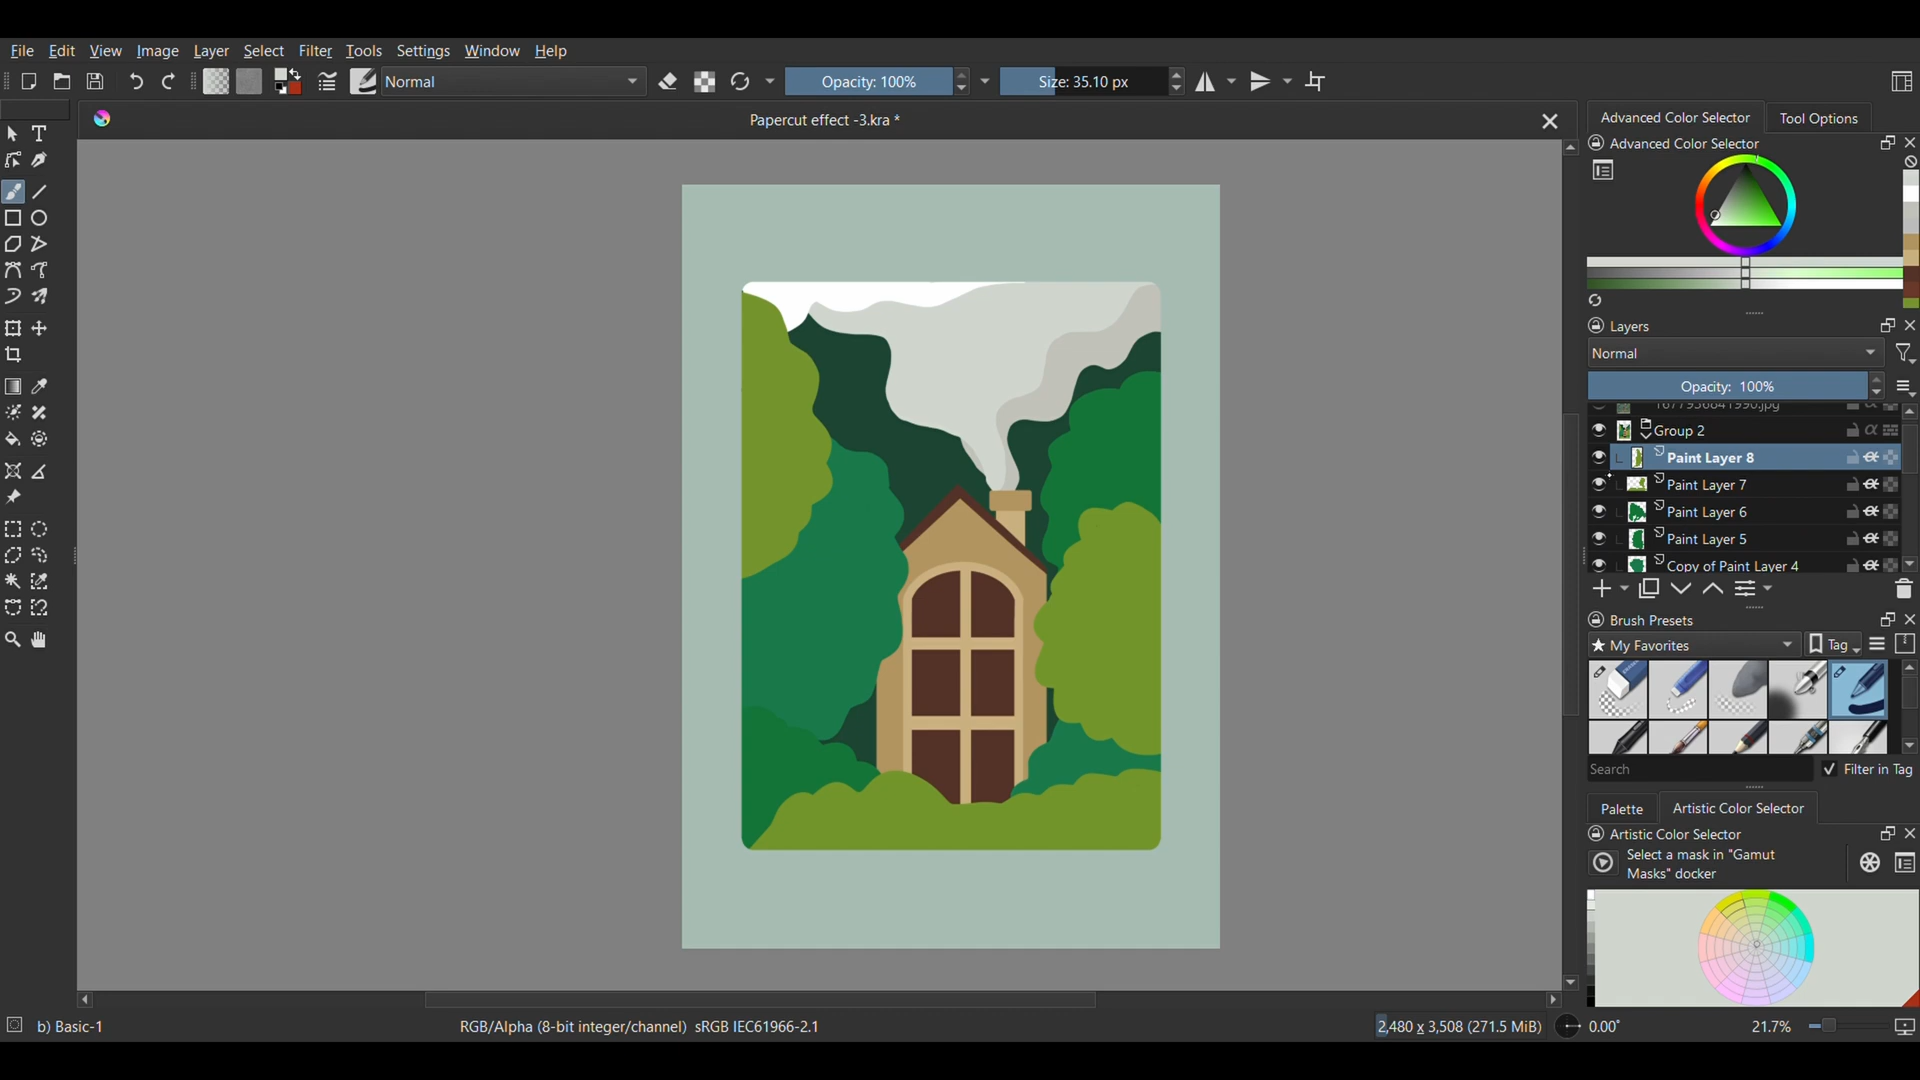 File Edit View Image Layer Select Filter Tools Settings Window Help
Normal Opacity: 100% Size: 35.10 px
Papercut effect -3.kra *
Advanced Color Selector Tool Options
Advanced Color Selector
Layers
Normal
Opacity: 100%
1677936841990.jpg
Group 2
Paint Layer 8
Paint Layer 7
Paint Layer 6
Paint Layer 5
Copy of Paint Layer 4
Brush Presets
★ My Favorites Tag
Search Filter in Tag
Palette Artistic Color Selector
Artistic Color Selector
Select a mask in "Gamut
Masks" docker
b) Basic-1 RGB/Alpha (8-bit integer/channel) sRGB IEC61966-2.1 2,480 x 3,508 (271.5 MiB) 0.00° 21.7%